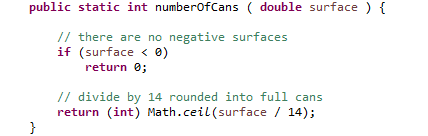 public static int numberOfCans ( double surface ) {
// there are no negative surfaces
if (surface < 0)
return 0;
// divide by 14 rounded into full cans
return (int) Math.ceil(surface / 14);
}